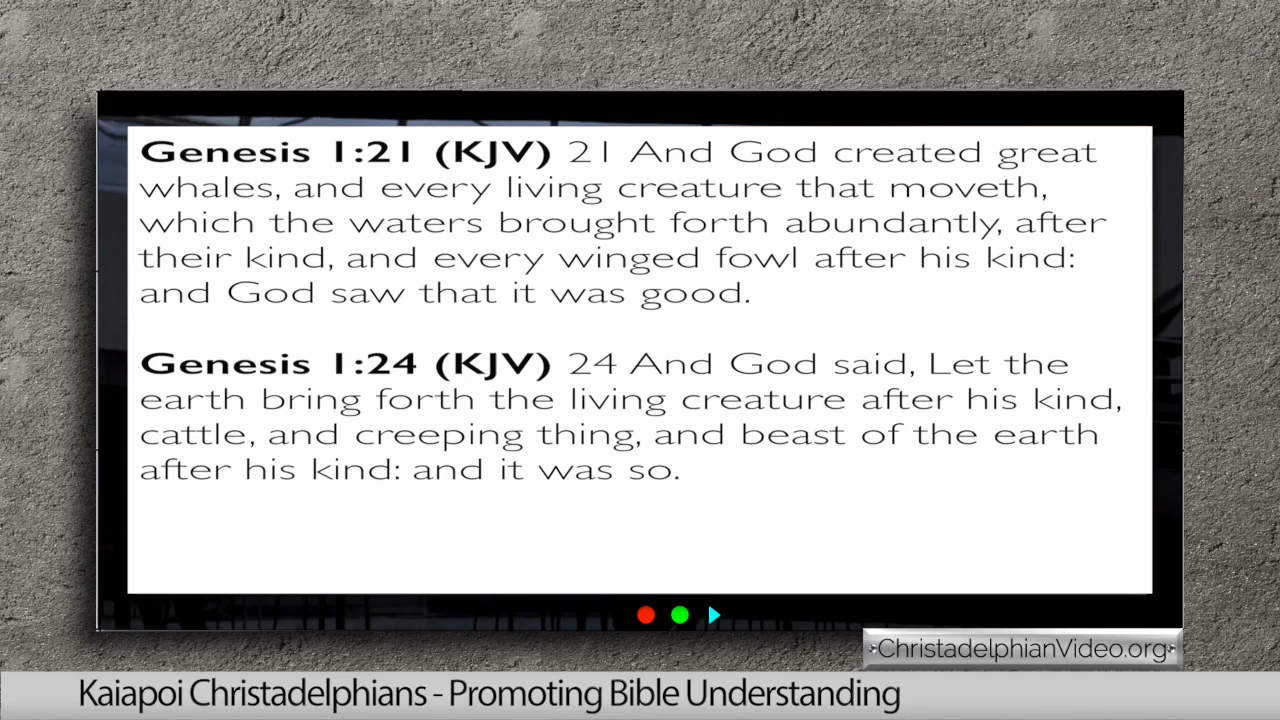 Genesis 1:21 (KJV) 21 And God created great
whales, and every living creature that moveth,
which the waters brought forth abundantly, after
their kind, and every winged fowl after his kind:
and God saw that it was good.
Genesis 1:24 (KJV) 24 And God said, Let the
earth bring forth the living creature after his kind,
cattle, and creeping thing, and beast of the earth
after his kind: and it was so.
ChristadelphianVideo.org
Kaiapoi Christadelphians - Promoting Bible Understanding